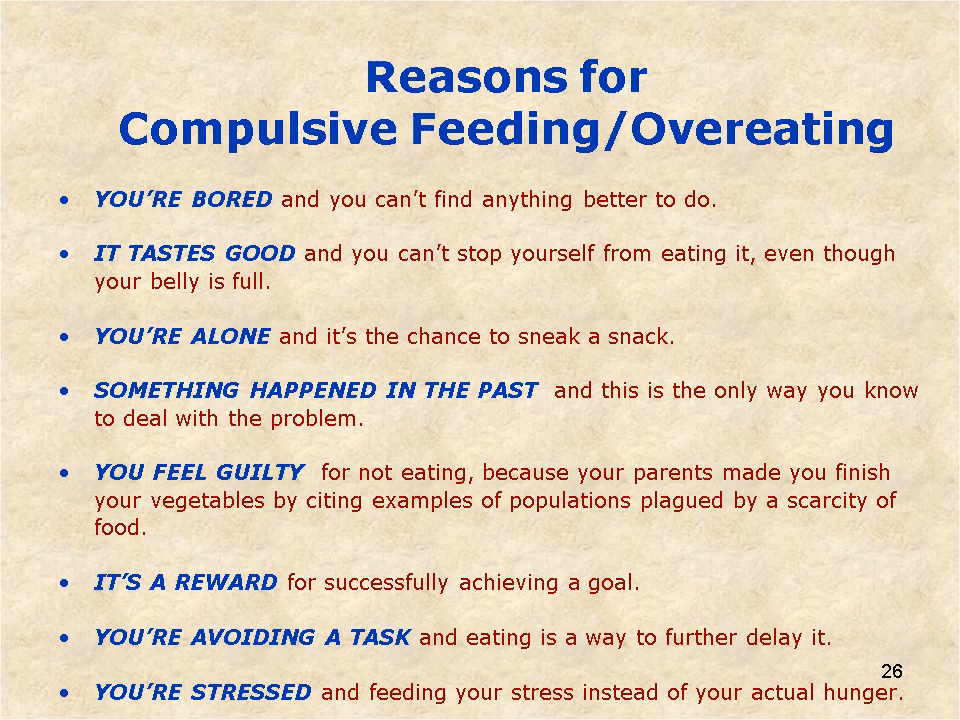 Reasons for
Compulsive Feeding/Overeating
• YOU’RE BORED and you can’t find anything better to do.
• IT TASTES GOOD and you can’t stop yourself from eating it, even though
your belly is full.
• YOU’RE ALONE and it’s the chance to sneak a snack.
• SOMETHING HAPPENED IN THE PAST and this is the only way you know
to deal with the problem.
• YOU FEEL GUILTY for not eating, because your parents made you finish
your vegetables by citing examples of populations plagued by a scarcity of
food.
• IT’S A REWARD for successfully achieving a goal.
• YOU’RE AVOIDING A TASK and eating is a way to further delay it.
26
• YOU’RE STRESSED and feeding your stress instead of your actual hunger.